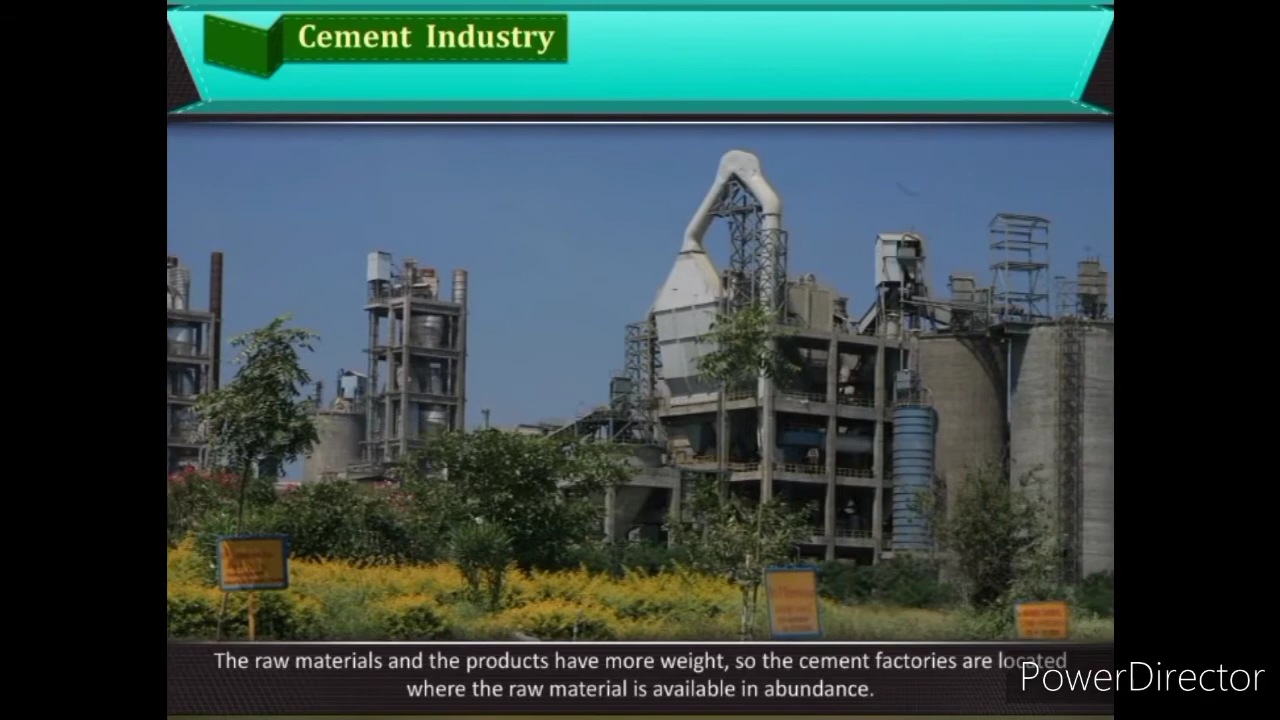 Cement Industry
The raw materials and the products have more weight, so the cement factories are located
where the raw material is available in abundance.
PowerDirector